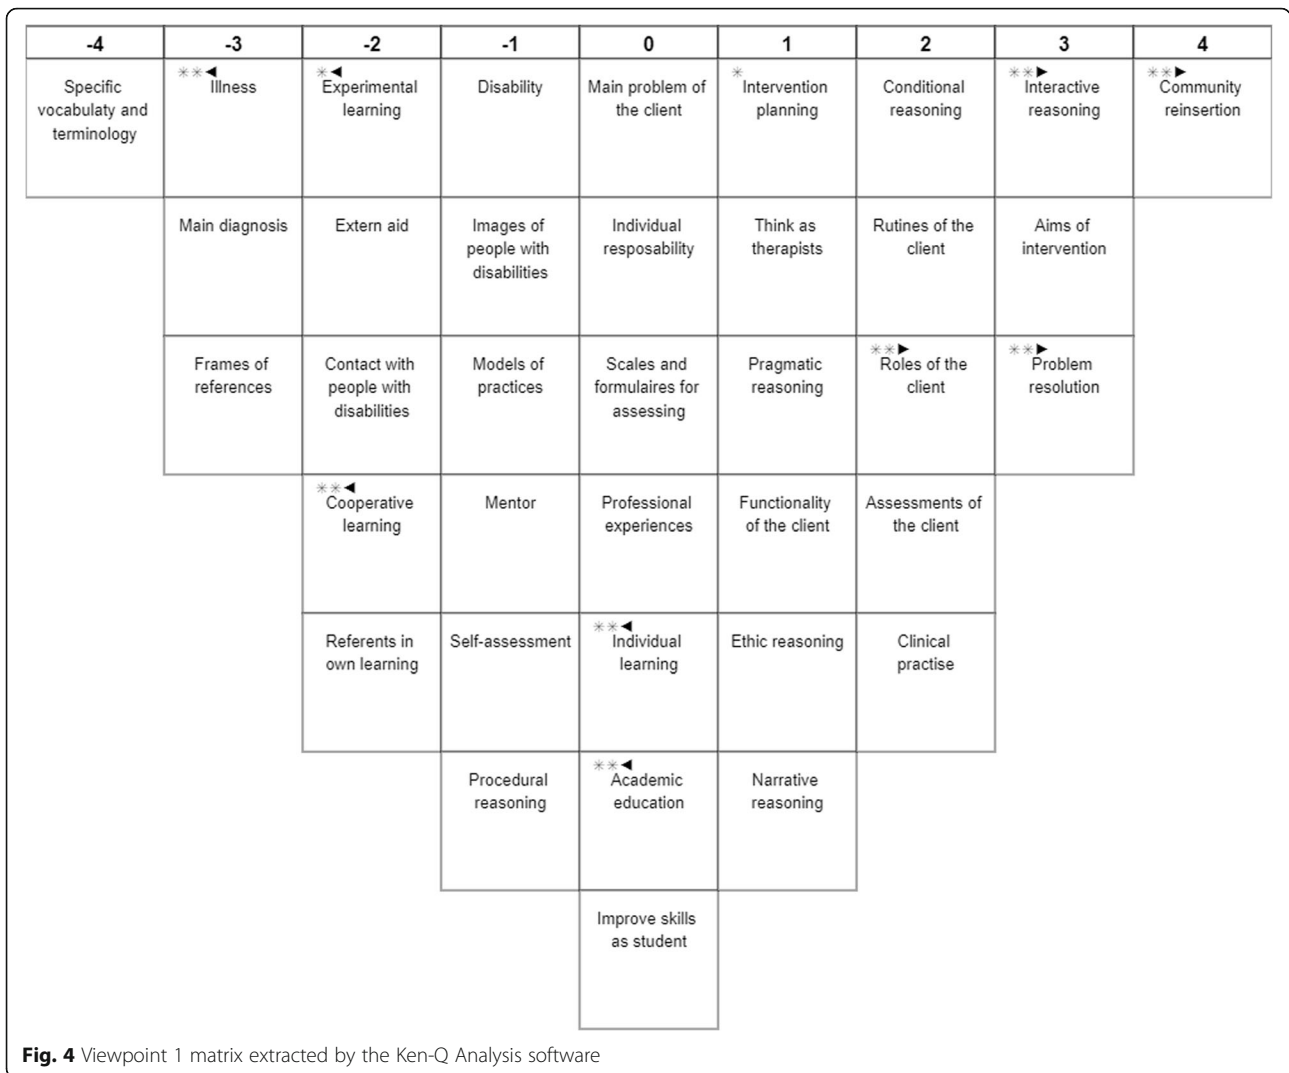 -4 -3 -2 -1 0 1 2 3 4
Specific
vocabulaty and
terminology
**◄
Illness
*◄
Experimental
learning
Disability
Main problem of
the client
*
Intervention
planning
Conditional
reasoning
**►
Interactive
reasoning
**►
Community
reinsertion
Main diagnosis
Extern aid
Images of
people with
disabilities
Individual
resposability
Think as
therapists
Rutines of the
client
Aims of
intervention
Frames of
references
Contact with
people with
disabilities
Models of
practices
Scales and
formulaires for
assessing
Pragmatic
reasoning
**►
Roles of the
client
**►
Problem
resolution
**◄
Cooperative
learning
Mentor
Professional
experiences
Functionality
of the client
Assessments of
the client
Referents in
own learning
Self-assessment
**◄
Individual
learning
Ethic reasoning
Clinical
practise
Procedural
reasoning
**◄
Academic
education
Narrative
reasoning
Improve skills
as student
Fig. 4 Viewpoint 1 matrix extracted by the Ken-Q Analysis software